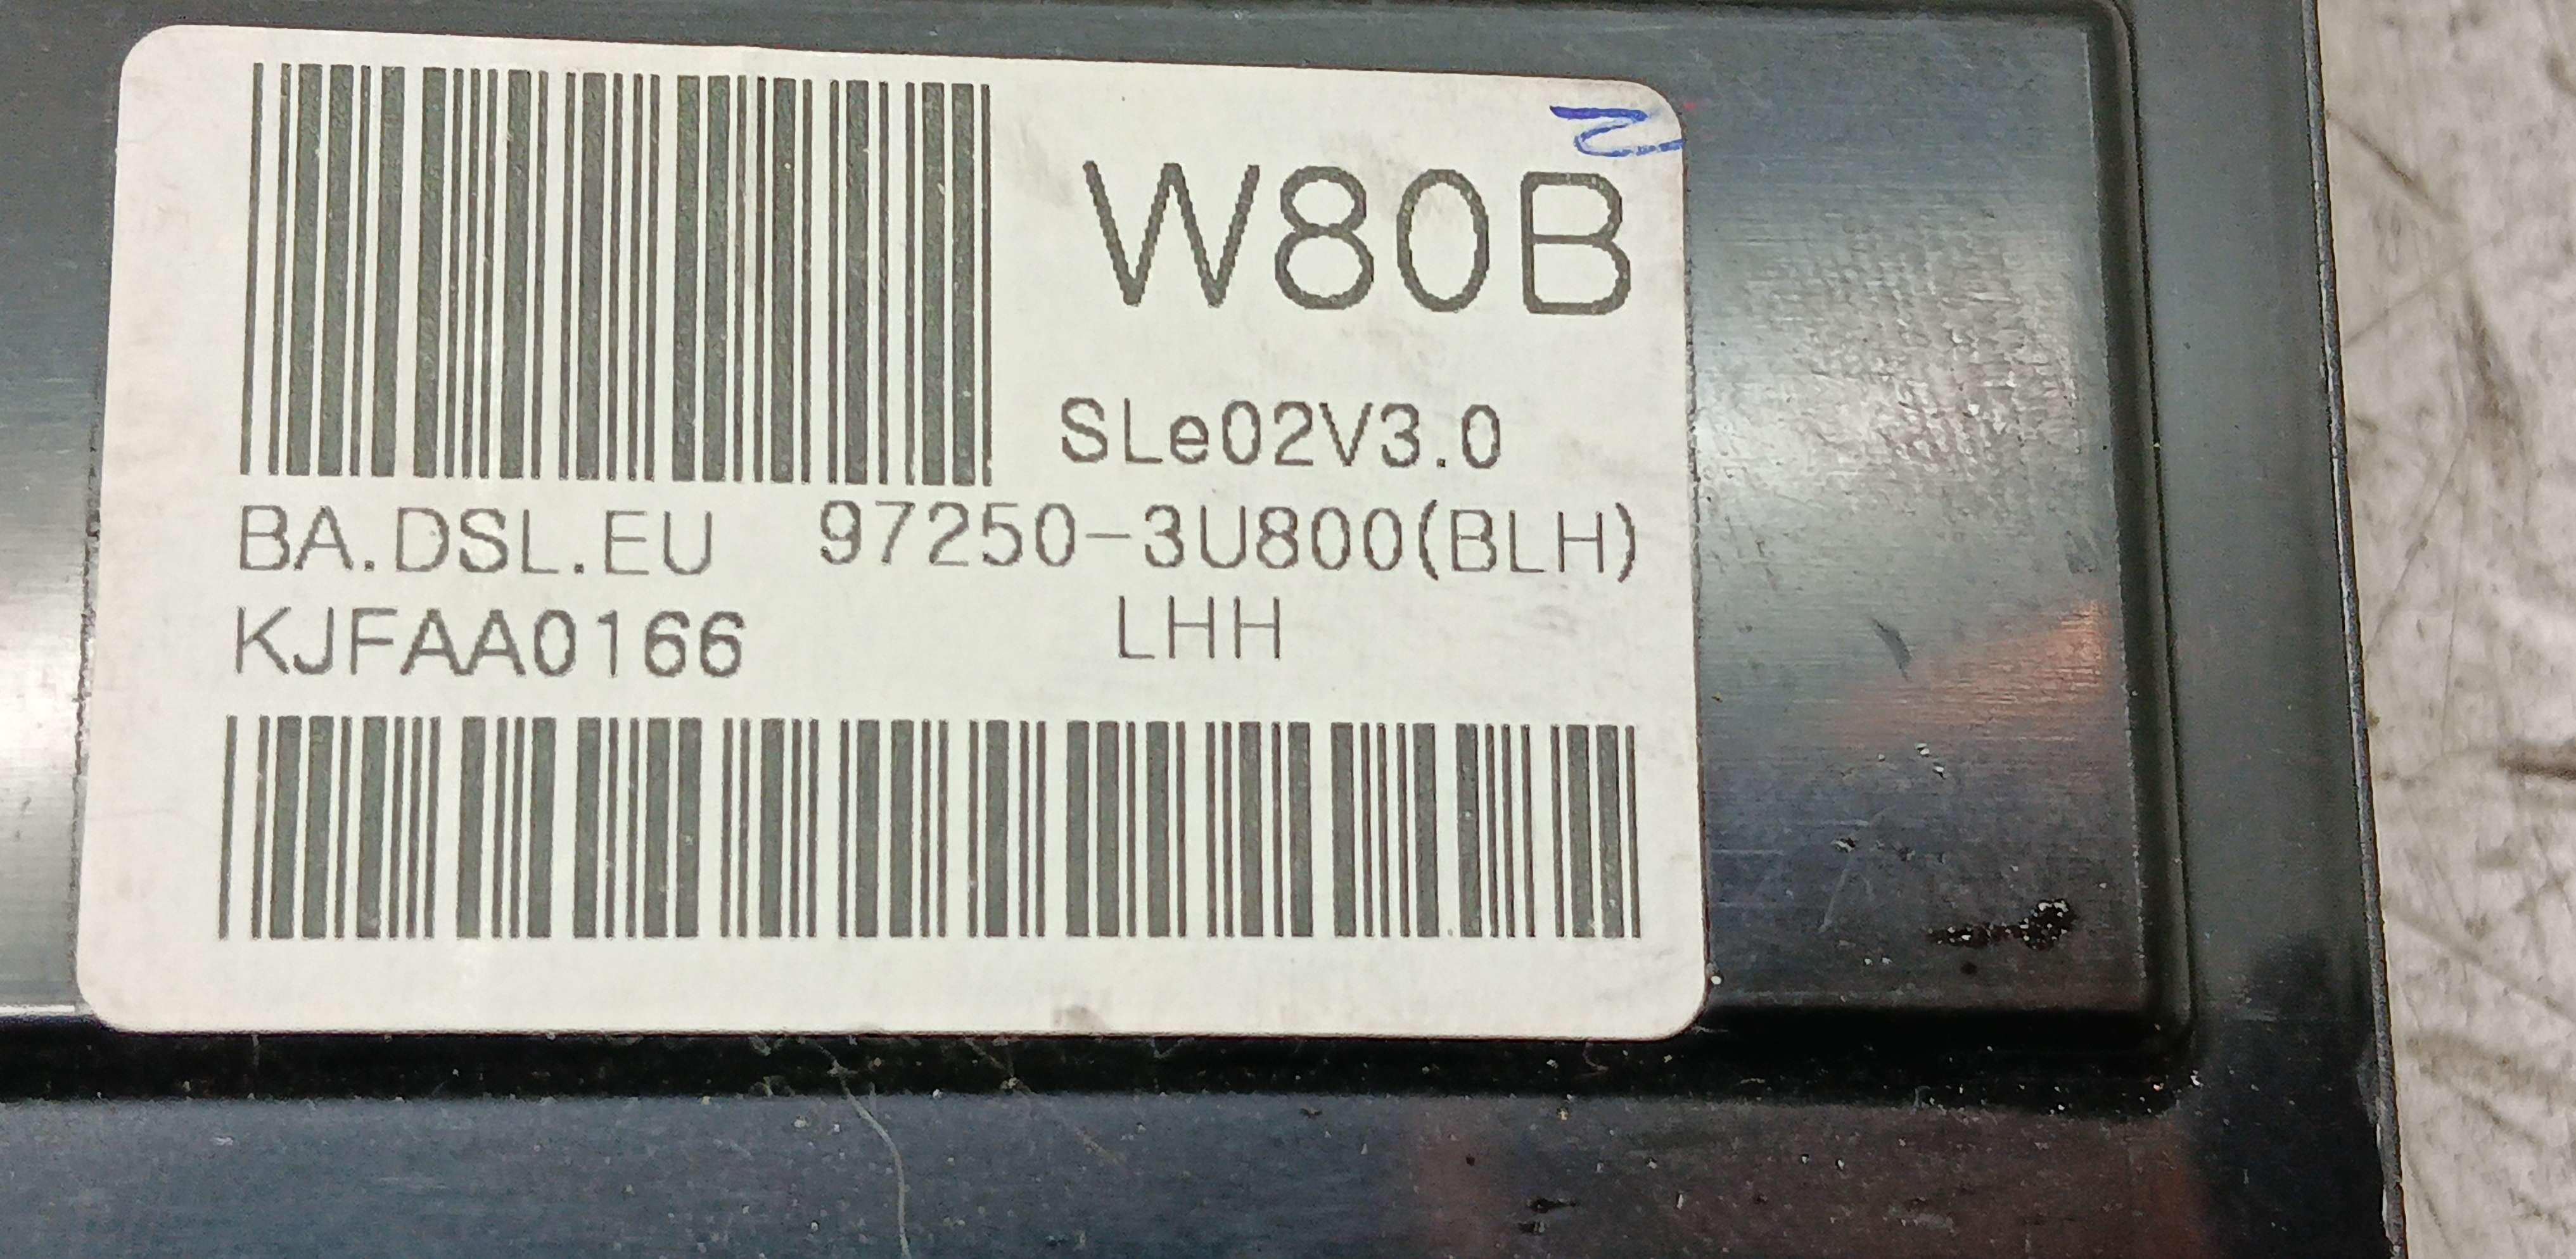 W80B
SLe02V3.0
BA.DSL.EU 97250-3U800(BLH)
KJFAA0166 LHH